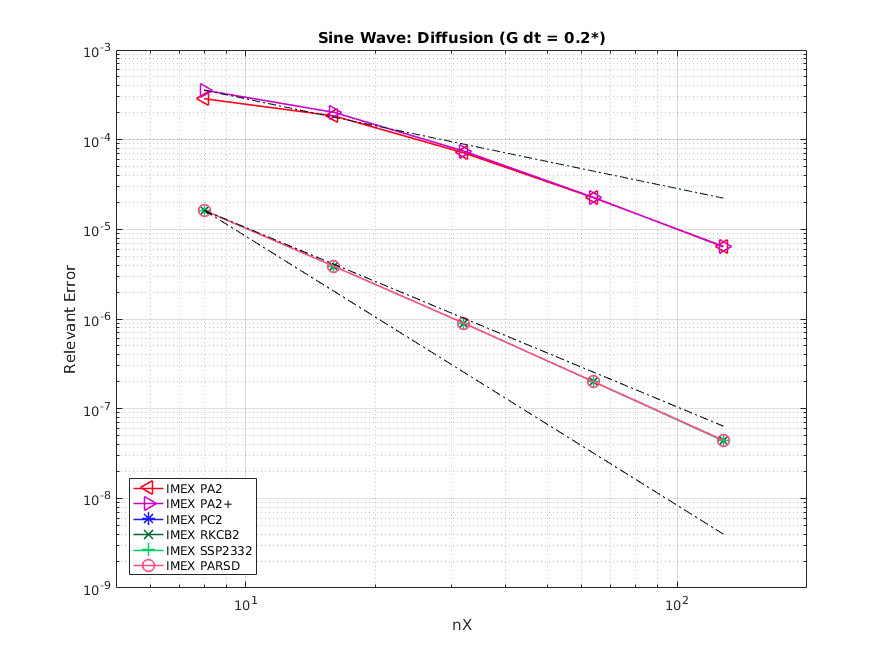 Sine Wave: Diffusion (G dt = 0.2*)
Relevant Error
10^-3
10^-4
10^-5
10^-6
10^-7
10^-8
10^-9
IMEX PA2
IMEX PA2+
IMEX PC2
IMEX RKCB2
IMEX SSP2332
IMEX PARSD
10^1
10^2
nX